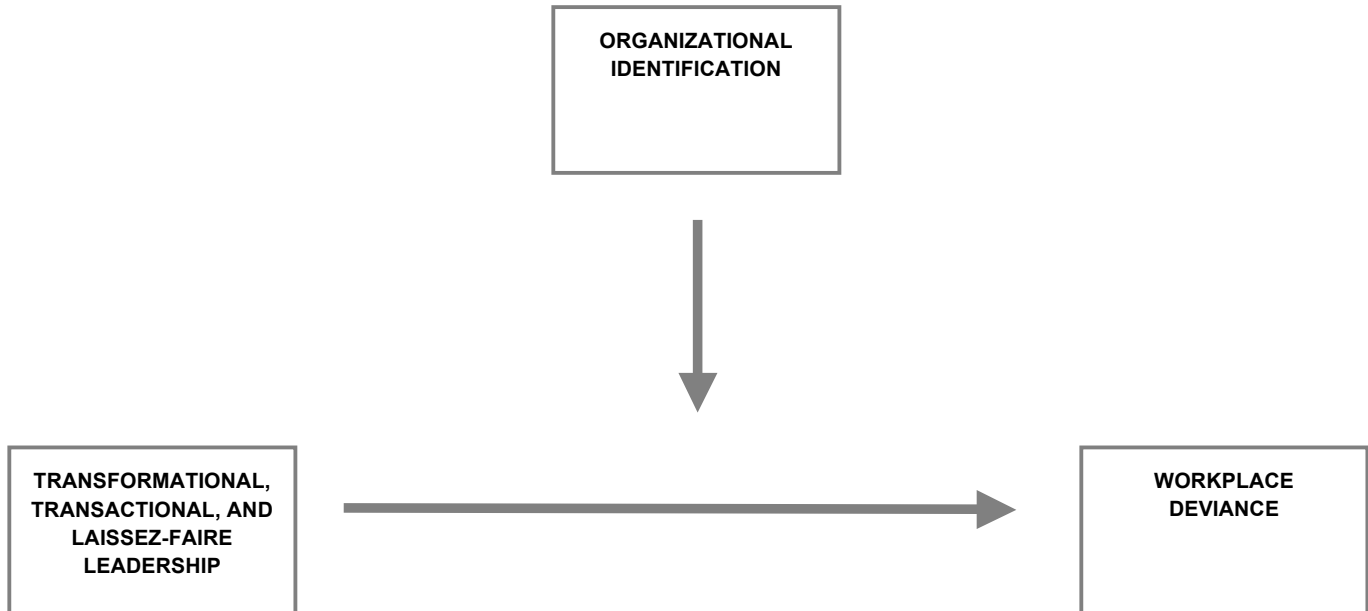 ORGANIZATIONAL
IDENTIFICATION
TRANSFORMATIONAL,
TRANSACTIONAL, AND
LAISSEZ-FAIRE
LEADERSHIP
WORKPLACE
DEVIANCE